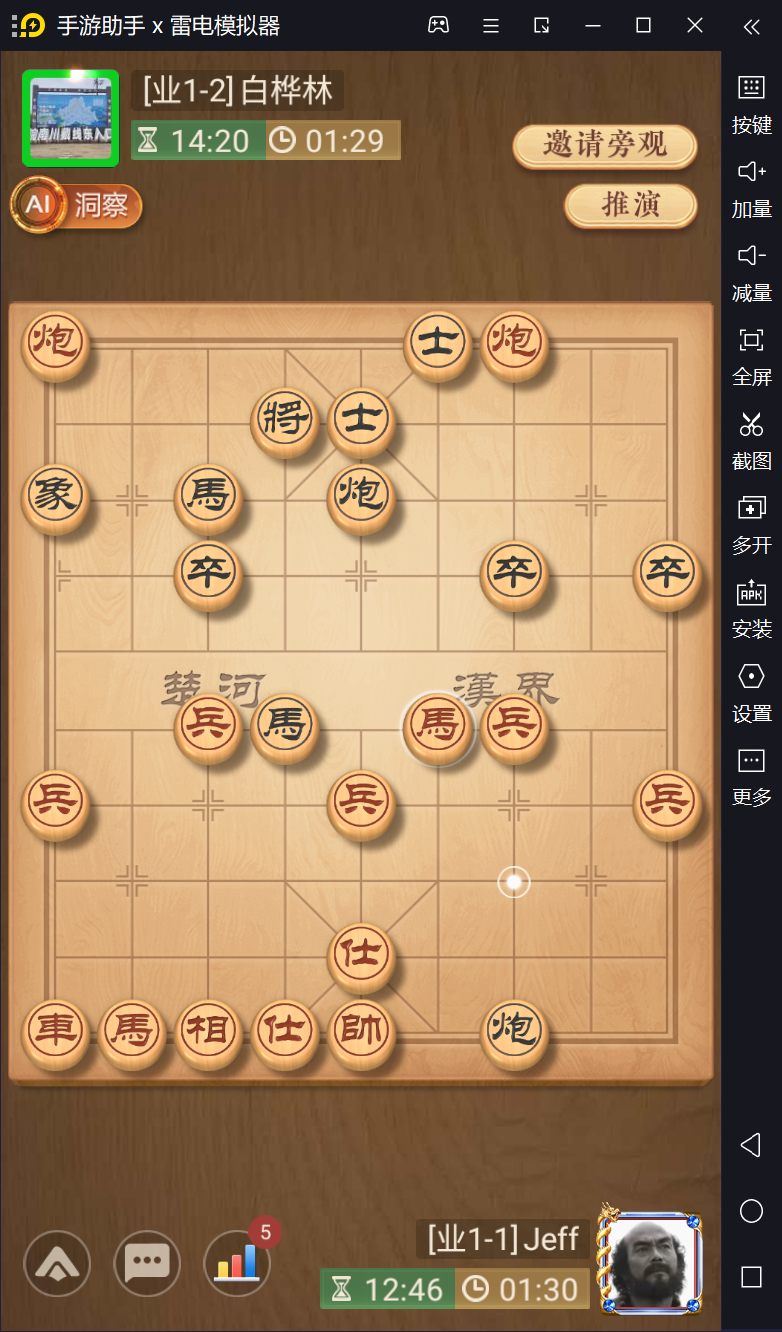 手游助手 x 雷电模拟器
[业1-2] 白桦林
14:20 01:29
邀请旁观
AI 洞察
推演
按键
加量
减量
全屏
截图
多开
APK
安装
设置
更多
炮 士 炮
將 士
象 馬 炮
卒 卒 卒
楚河 漢界
兵 馬 馬 兵
兵 兵 兵
仕
車 馬 相 仕 帥 炮
5
[业1-1] Jeff
12:46 01:30